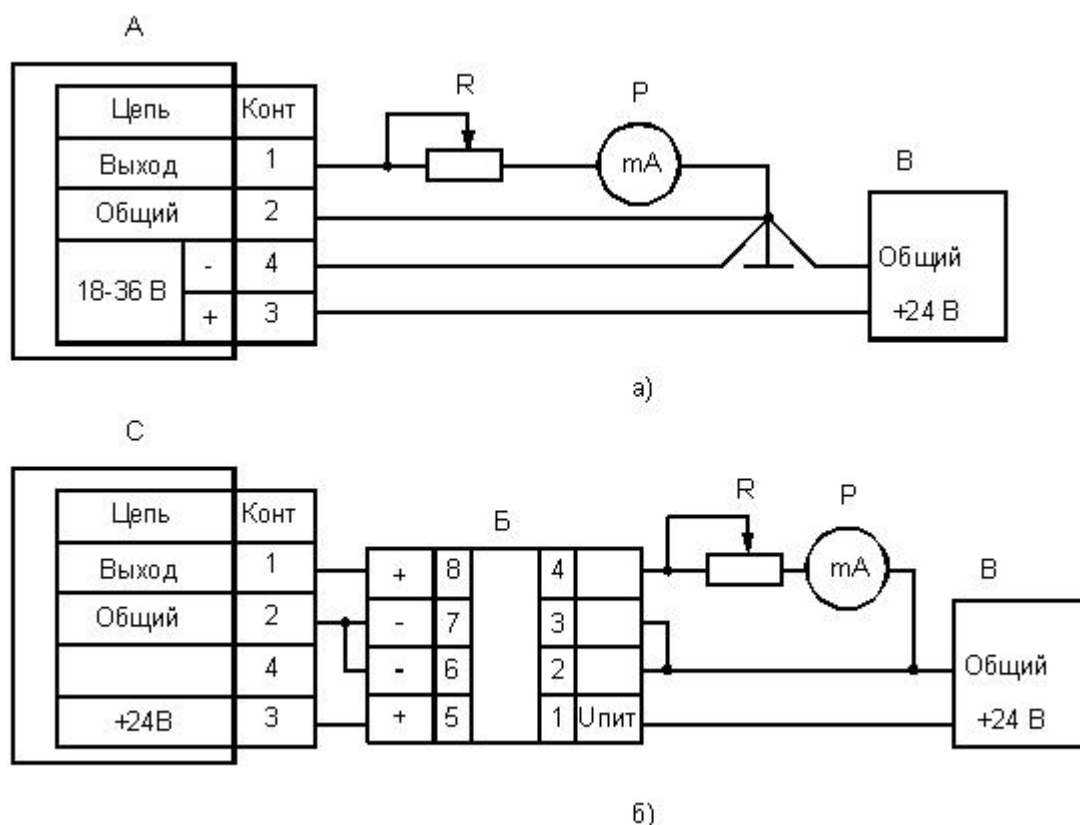 А
Цепь Конт
Выход 1
Общий 2
18-36 В - 4
+ 3
R
P
mA
В
Общий
+24 В
а)
С
Цепь Конт
Выход 1
Общий 2
4
+24В 3
Б
+ 8 4
- 7 3
- 6 2
+ 5 1 Uпит
R
P
mA
В
Общий
+24 В
б)